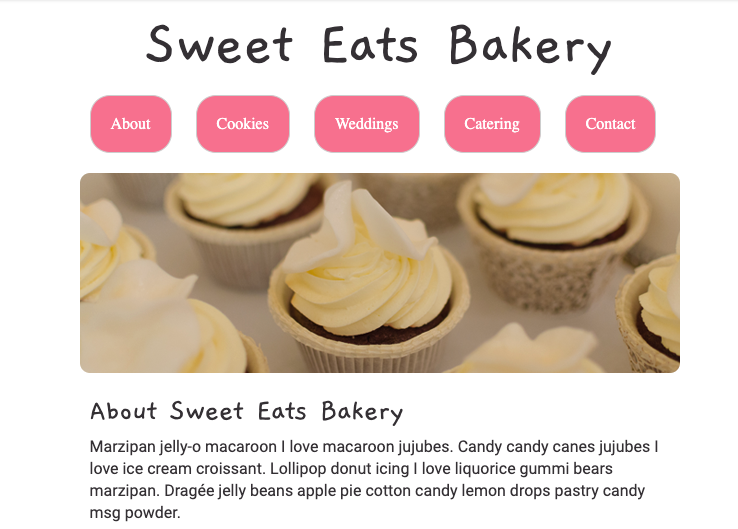 Sweet Eats Bakery
About Cookies Weddings Catering Contact
About Sweet Eats Bakery
Marzipan jelly-o macaroon I love macaroon jujubes. Candy candy canes jujubes I
love ice cream croissant. Lollipop donut icing I love liquorice gummi bears
marzipan. Dragée jelly beans apple pie cotton candy lemon drops pastry candy
msg powder.